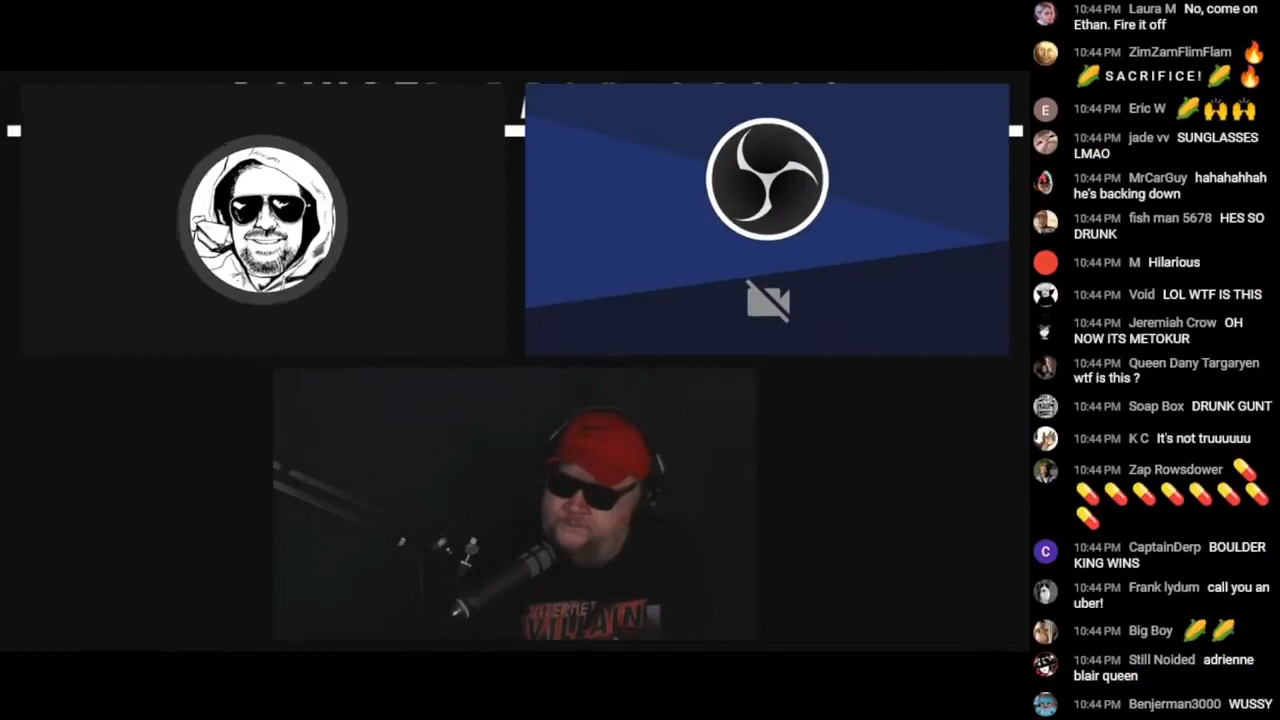 10:44 PM Laura M No, come on
Ethan. Fire it off
10:44 PM ZimZamFlimFlam 🔥
🌽 S A C R I F I C E ! 🌽 🔥
E
10:44 PM Eric W 🌽 🙌 🙌
10:44 PM jade vv SUNGLASSES
LMAO
10:44 PM MrCarGuy hahahahhah
he's backing down
10:44 PM fish man 5678 HES SO
DRUNK
10:44 PM M Hilarious
10:44 PM Void LOL WTF IS THIS
10:44 PM Jeremiah Crow OH
NOW ITS METOKUR
10:44 PM Queen Dany Targaryen
wtf is this ?
10:44 PM Soap Box DRUNK GUNT
10:44 PM K C It's not truuuuuu
10:44 PM Zap Rowsdower 💊
💊 💊 💊 💊 💊 💊 💊
💊
C
10:44 PM CaptainDerp BOULDER
KING WINS
10:44 PM Frank lydum call you an
uber!
10:44 PM Big Boy 🌽 🌽
10:44 PM Still Noided adrienne
blair queen
10:44 PM Benjerman3000 WUSSY
INTERNET
VILLAIN